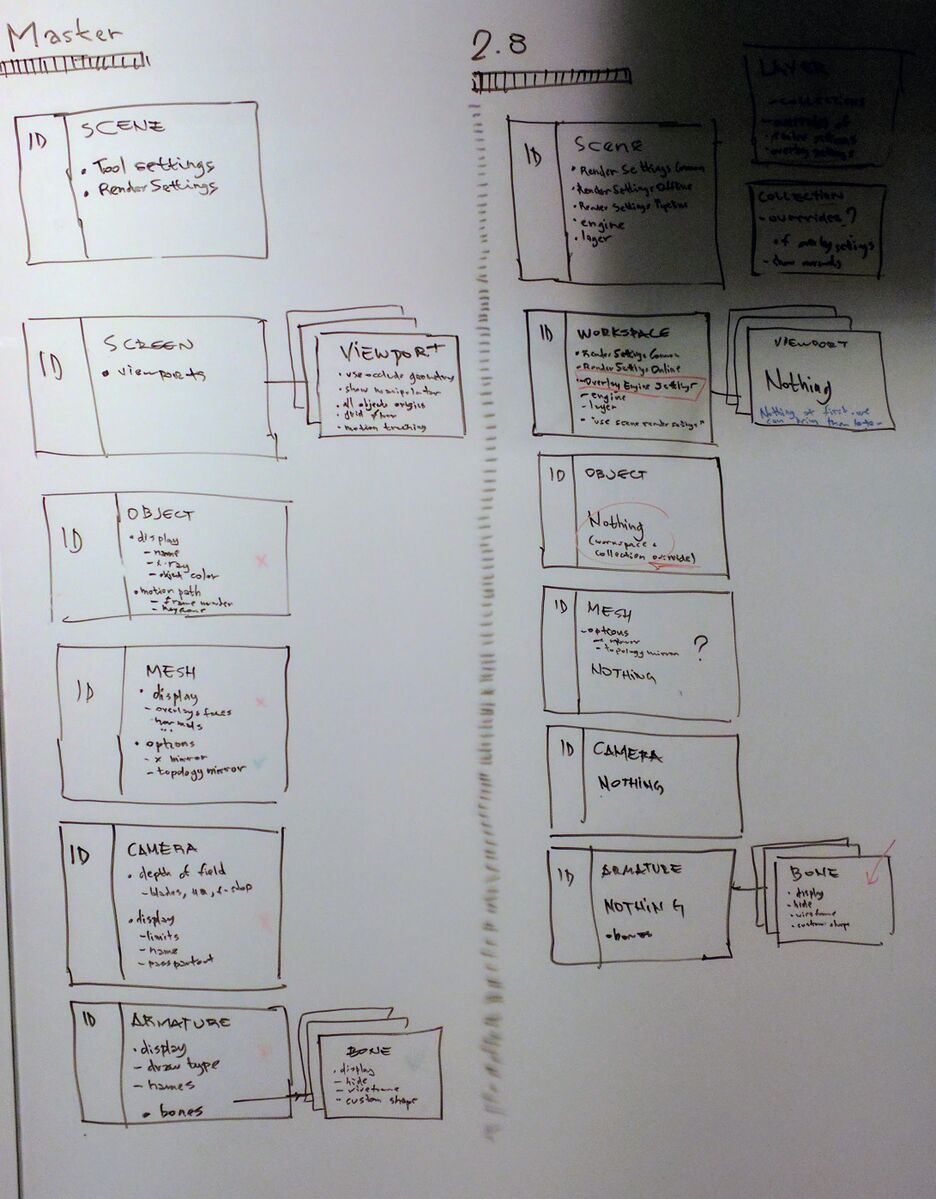 Master
ID
SCENE
• Tool settings
• Render Settings
ID
SCREEN
• viewports
VIEWPORT
• use occlude geometry
• show manipulator
• all objects origins
• grid floor
• motion tracking
ID
OBJECT
• display
- name
- x-ray
- object color
• motion path
- frame number
- keyframe
x
ID
MESH
• display
- overlays faces
- normals
...
x
• options
- x mirror
- topology mirror
ID
CAMERA
• depth of field
- blades, f-stop
• display
- limits
- name
- passpartout
x
ID
ARMATURE
• display
- draw type
- names
x
• bones
BONE
• display
- hide
- wireframe
- custom shape
2.8
LAYER
- collections
- overrides of
- render settings
- overlay settings
ID
SCENE
• Render Settings Common
• Render Settings Offline
• Render Settings Pipeline
• engine
• layer
COLLECTION
- overrides?
of overlay settings
ID
WORKSPACE
• Render Settings Common
• Render Settings Online
- Overlay Engine Settings
- engine
- layer
- "use scene render settings"
VIEWPORT
Nothing
Nothing at first. we
can bring them later
ID
OBJECT
Nothing
(workspace +
collection override)
ID
MESH
- options
- x mirror
- topology mirror
?
NOTHING
ID
CAMERA
NOTHING
ID
ARMATURE
NOTHING
• bones
BONE
• display
- hide
- wireframe
- custom shape